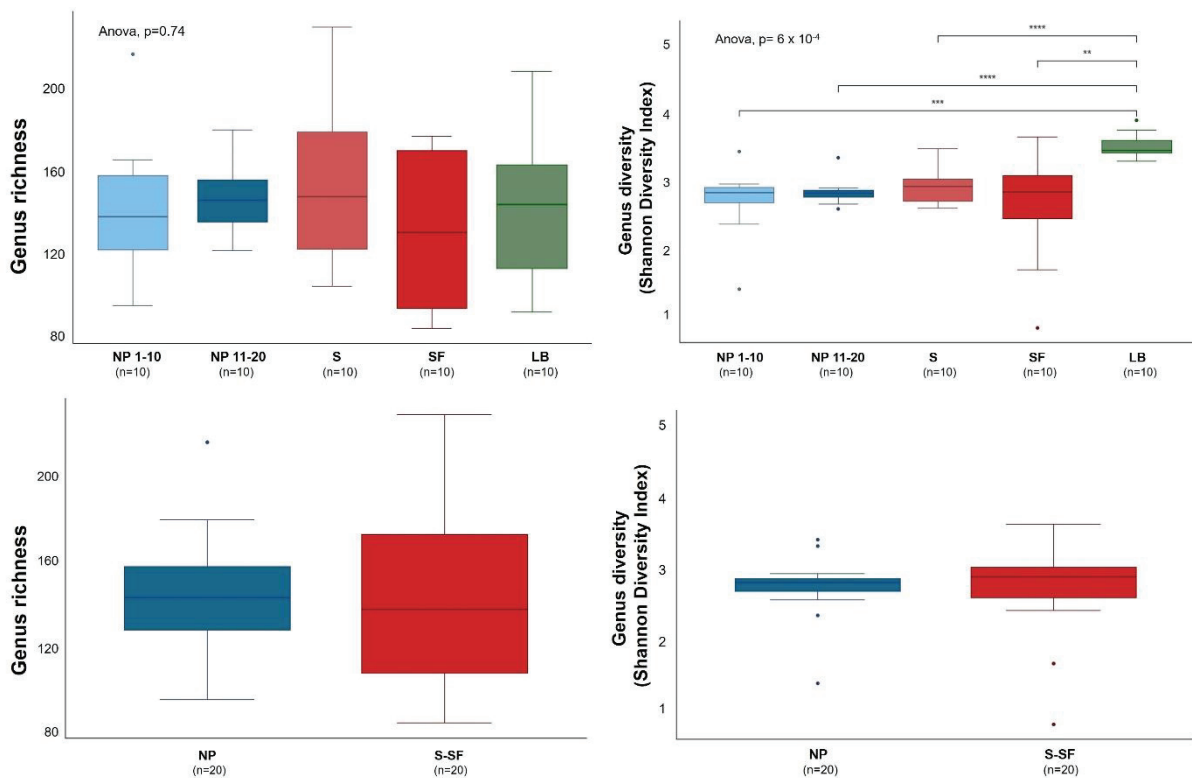 Genus richness
Anova, p=0.74
200
160
120
80
NP 1-10
(n=10)
NP 11-20
(n=10)
S
(n=10)
SF
(n=10)
LB
(n=10)
Genus diversity
(Shannon Diversity Index)
Anova, p= 6 x 10-4
5
4
3
2
1
****
**
****
***
NP 1-10
(n=10)
NP 11-20
(n=10)
S
(n=10)
SF
(n=10)
LB
(n=10)
Genus richness
200
160
120
80
NP
(n=20)
S-SF
(n=20)
Genus diversity
(Shannon Diversity Index)
5
4
3
2
1
NP
(n=20)
S-SF
(n=20)